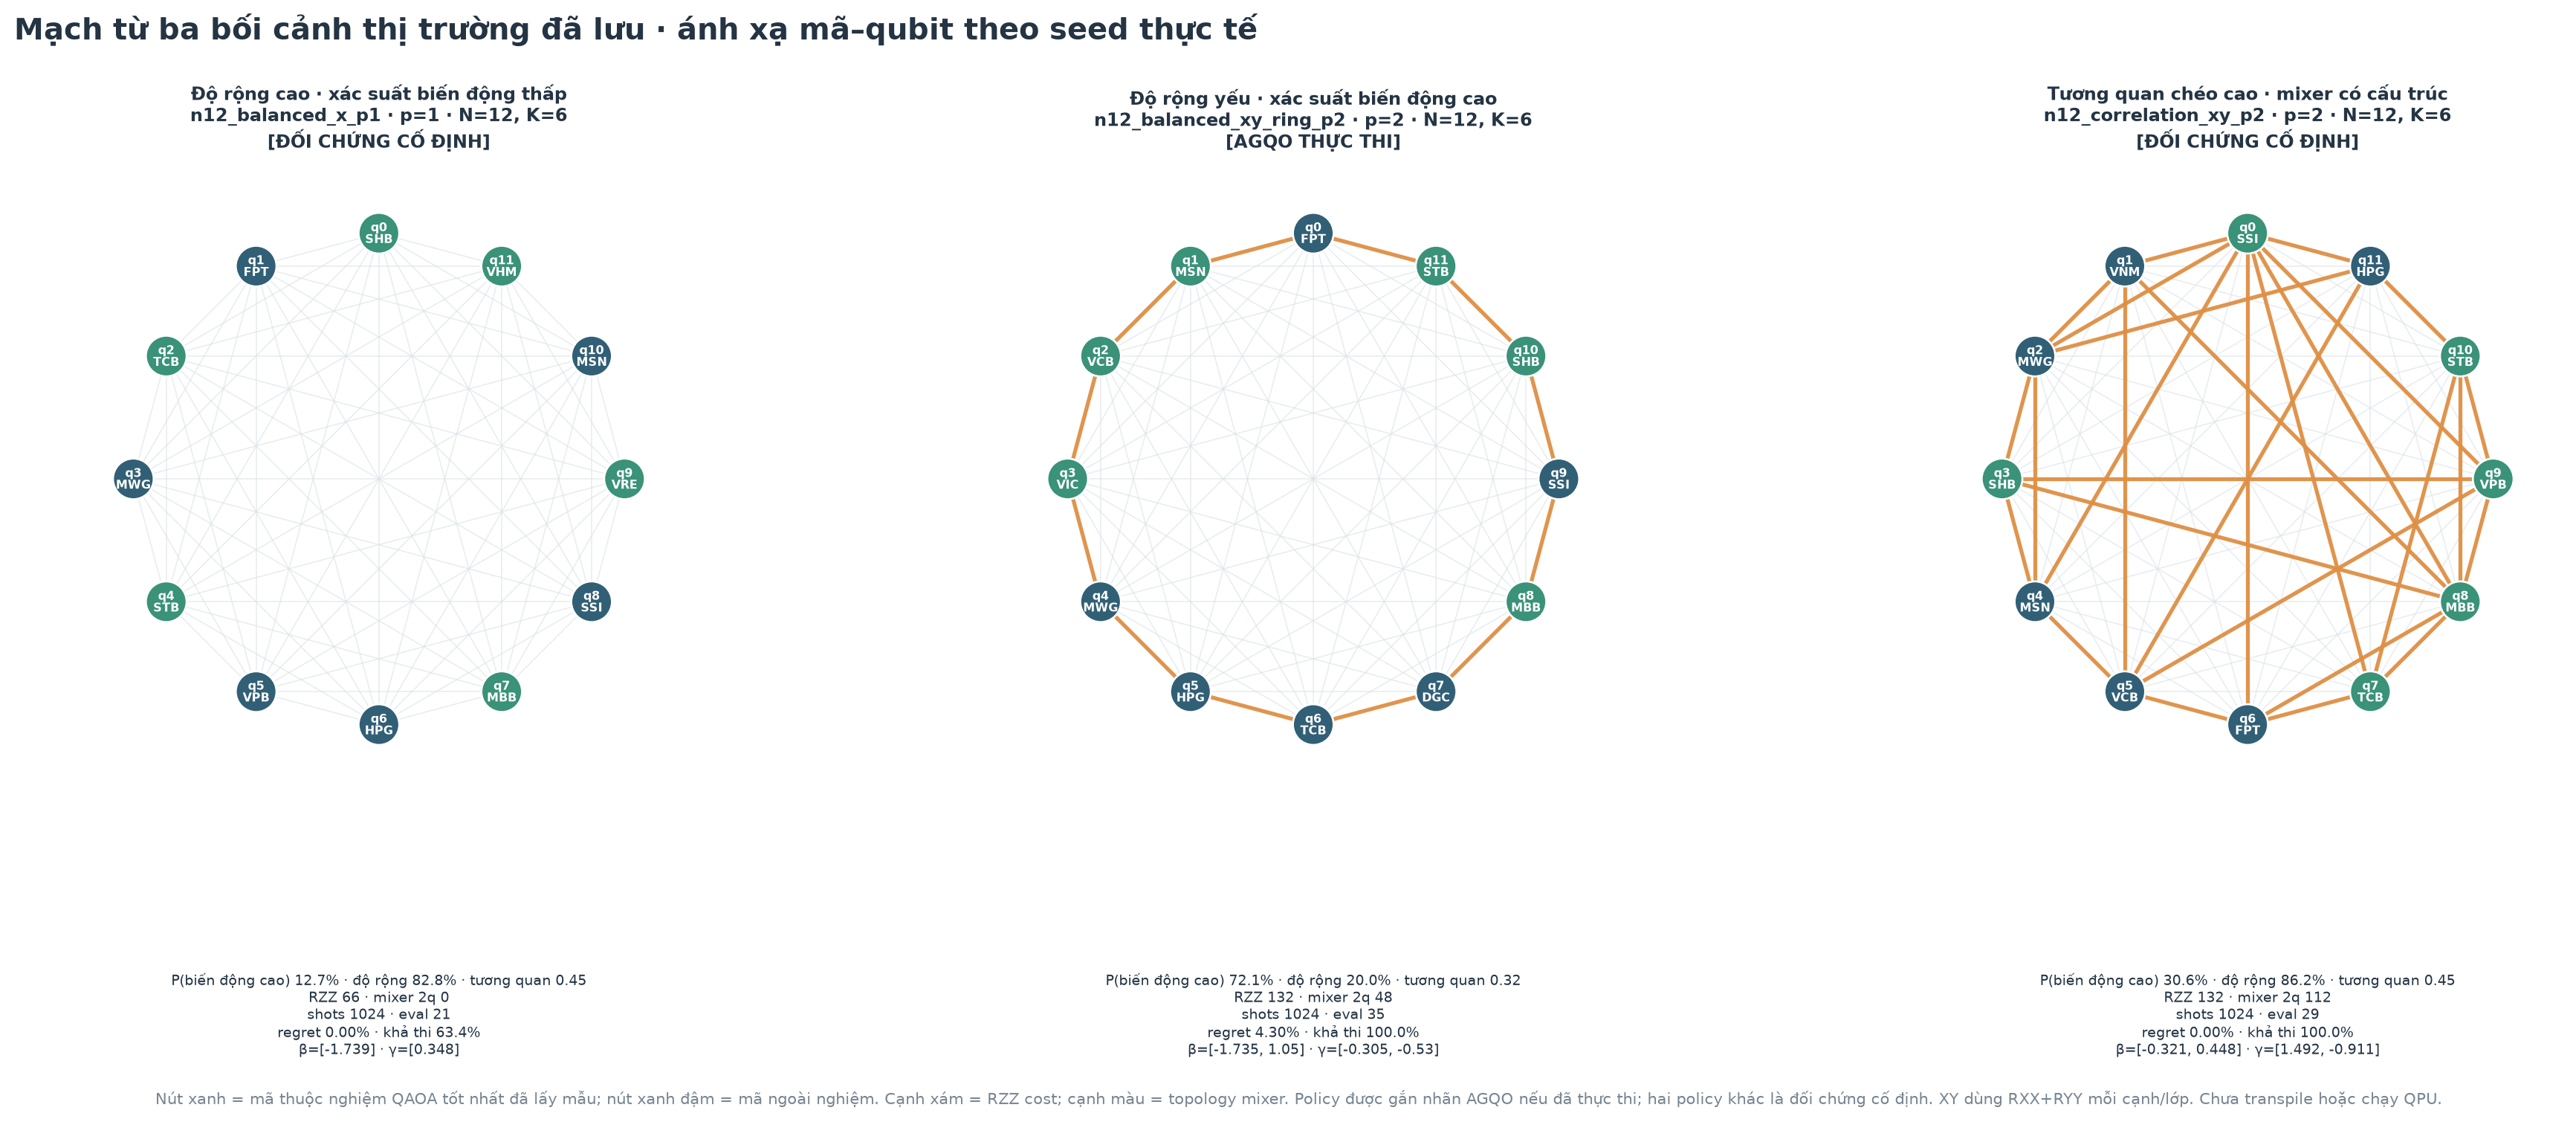 Mạch từ ba bối cảnh thị trường đã lưu · ánh xạ mã–qubit theo seed thực tế
Độ rộng cao · xác suất biến động thấp
n12_balanced_x_p1 · p=1 · N=12, K=6
[ĐỐI CHỨNG CỐ ĐỊNH]
q0
SHB
q11
VHM
q1
FPT
q10
MSN
q2
TCB
q9
VRE
q3
MWG
q8
SSI
q4
STB
q7
MBB
q5
VPB
q6
HPG
P(biến động cao) 12.7% · độ rộng 82.8% · tương quan 0.45
RZZ 66 · mixer 2q 0
shots 1024 · eval 21
regret 0.00% · khả thi 63.4%
β=[-1.739] · γ=[0.348]
Độ rộng yếu · xác suất biến động cao
n12_balanced_xy_ring_p2 · p=2 · N=12, K=6
[AGQO THỰC THI]
q0
FPT
q11
STB
q1
MSN
q10
SHB
q2
VCB
q9
SSI
q3
VIC
q8
MBB
q4
MWG
q7
DGC
q5
HPG
q6
TCB
P(biến động cao) 72.1% · độ rộng 20.0% · tương quan 0.32
RZZ 132 · mixer 2q 48
shots 1024 · eval 35
regret 4.30% · khả thi 100.0%
β=[-1.735, 1.05] · γ=[-0.305, -0.53]
Tương quan chéo cao · mixer có cấu trúc
n12_correlation_xy_p2 · p=2 · N=12, K=6
[ĐỐI CHỨNG CỐ ĐỊNH]
q0
SSI
q11
HPG
q1
VNM
q10
STB
q2
MWG
q9
VPB
q3
SHB
q8
MBB
q4
MSN
q7
TCB
q5
VCB
q6
FPT
P(biến động cao) 30.6% · độ rộng 86.2% · tương quan 0.45
RZZ 132 · mixer 2q 112
shots 1024 · eval 29
regret 0.00% · khả thi 100.0%
β=[-0.321, 0.448] · γ=[1.492, -0.911]
Nút xanh = mã thuộc nghiệm QAOA tốt nhất đã lấy mẫu; nút xanh đậm = mã ngoài nghiệm. Cạnh xám = RZZ cost; cạnh màu = topology mixer. Policy được gắn nhãn AGQO nếu đã thực thi; hai policy khác là đối chứng cố định. XY dùng RXX+RYY mỗi cạnh/lớp. Chưa transpile hoặc chạy QPU.